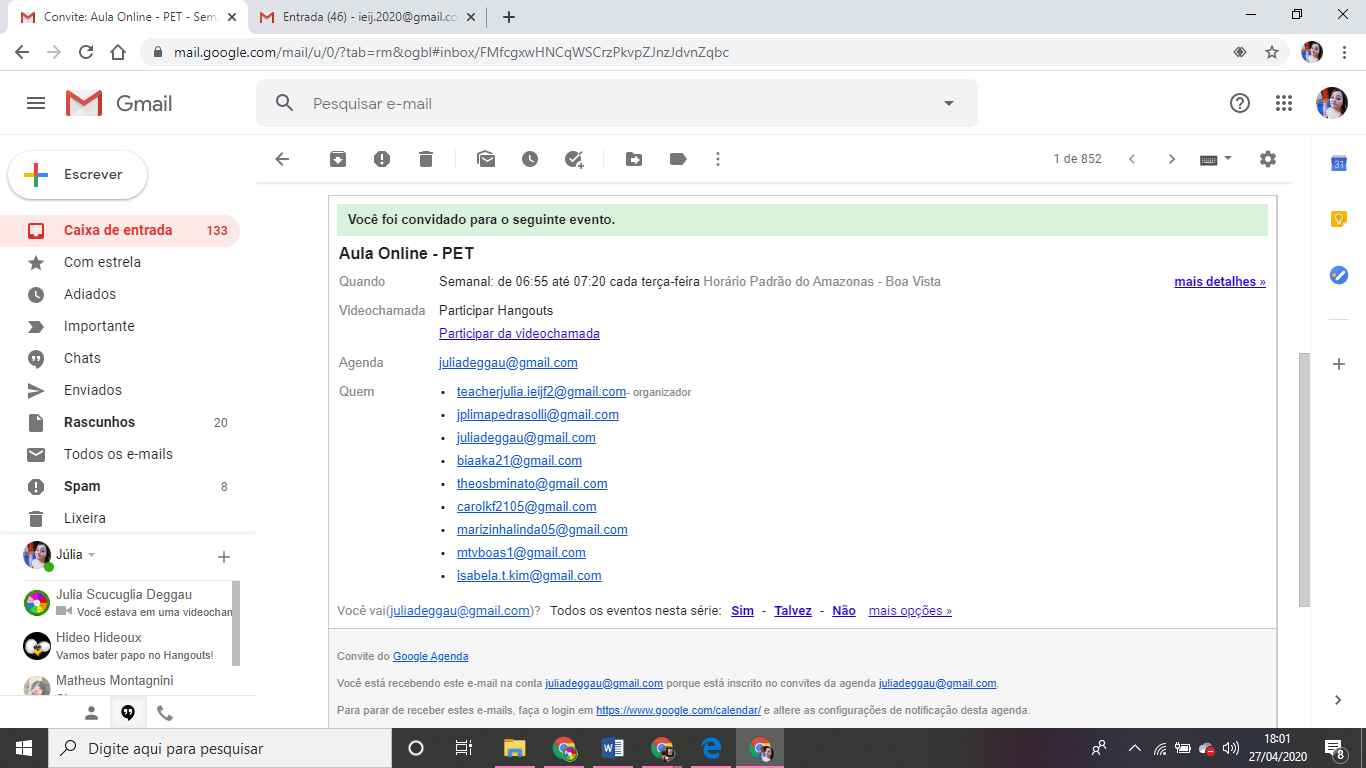 Convite: Aula Online - PET - Sem
Entrada (46) - ieij.2020@gmail.co
mail.google.com/mail/u/0/?tab=rm&ogbl#inbox/FMfcgxwHNCqWSCrzPkvpZJnzJdvnZqbc
Gmail
Pesquisar e-mail
Escrever
1 de 852
Caixa de entrada 133
Com estrela
Adiados
Importante
Chats
Enviados
Rascunhos 20
Todos os e-mails
Spam 8
Lixeira
Júlia
Julia Scucuglia Deggau
Você estava em uma videochan
Hideo Hideoux
Vamos bater papo no Hangouts!
Matheus Montagnini
Você foi convidado para o seguinte evento.
Aula Online - PET
Quando Semanal: de 06:55 até 07:20 cada terça-feira Horário Padrão do Amazonas - Boa Vista mais detalhes »
Videochamada Participar Hangouts
Participar da videochamada
Agenda juliadeggau@gmail.com
Quem • teacherjulia.ieijf2@gmail.com- organizador
• jplimapedrasolli@gmail.com
• juliadeggau@gmail.com
• biaaka21@gmail.com
• theosbminato@gmail.com
• carolkf2105@gmail.com
• marizinhalinda05@gmail.com
• mtvboas1@gmail.com
• isabela.t.kim@gmail.com
Você vai(juliadeggau@gmail.com)? Todos os eventos nesta série: Sim - Talvez - Não mais opções »
Convite do Google Agenda
Você está recebendo este e-mail na conta juliadeggau@gmail.com porque está inscrito no convites da agenda juliadeggau@gmail.com.
Para parar de receber estes e-mails, faça o login em https://www.google.com/calendar/ e altere as configurações de notificação desta agenda.
31
Digite aqui para pesquisar
18:01
27/04/2020
8